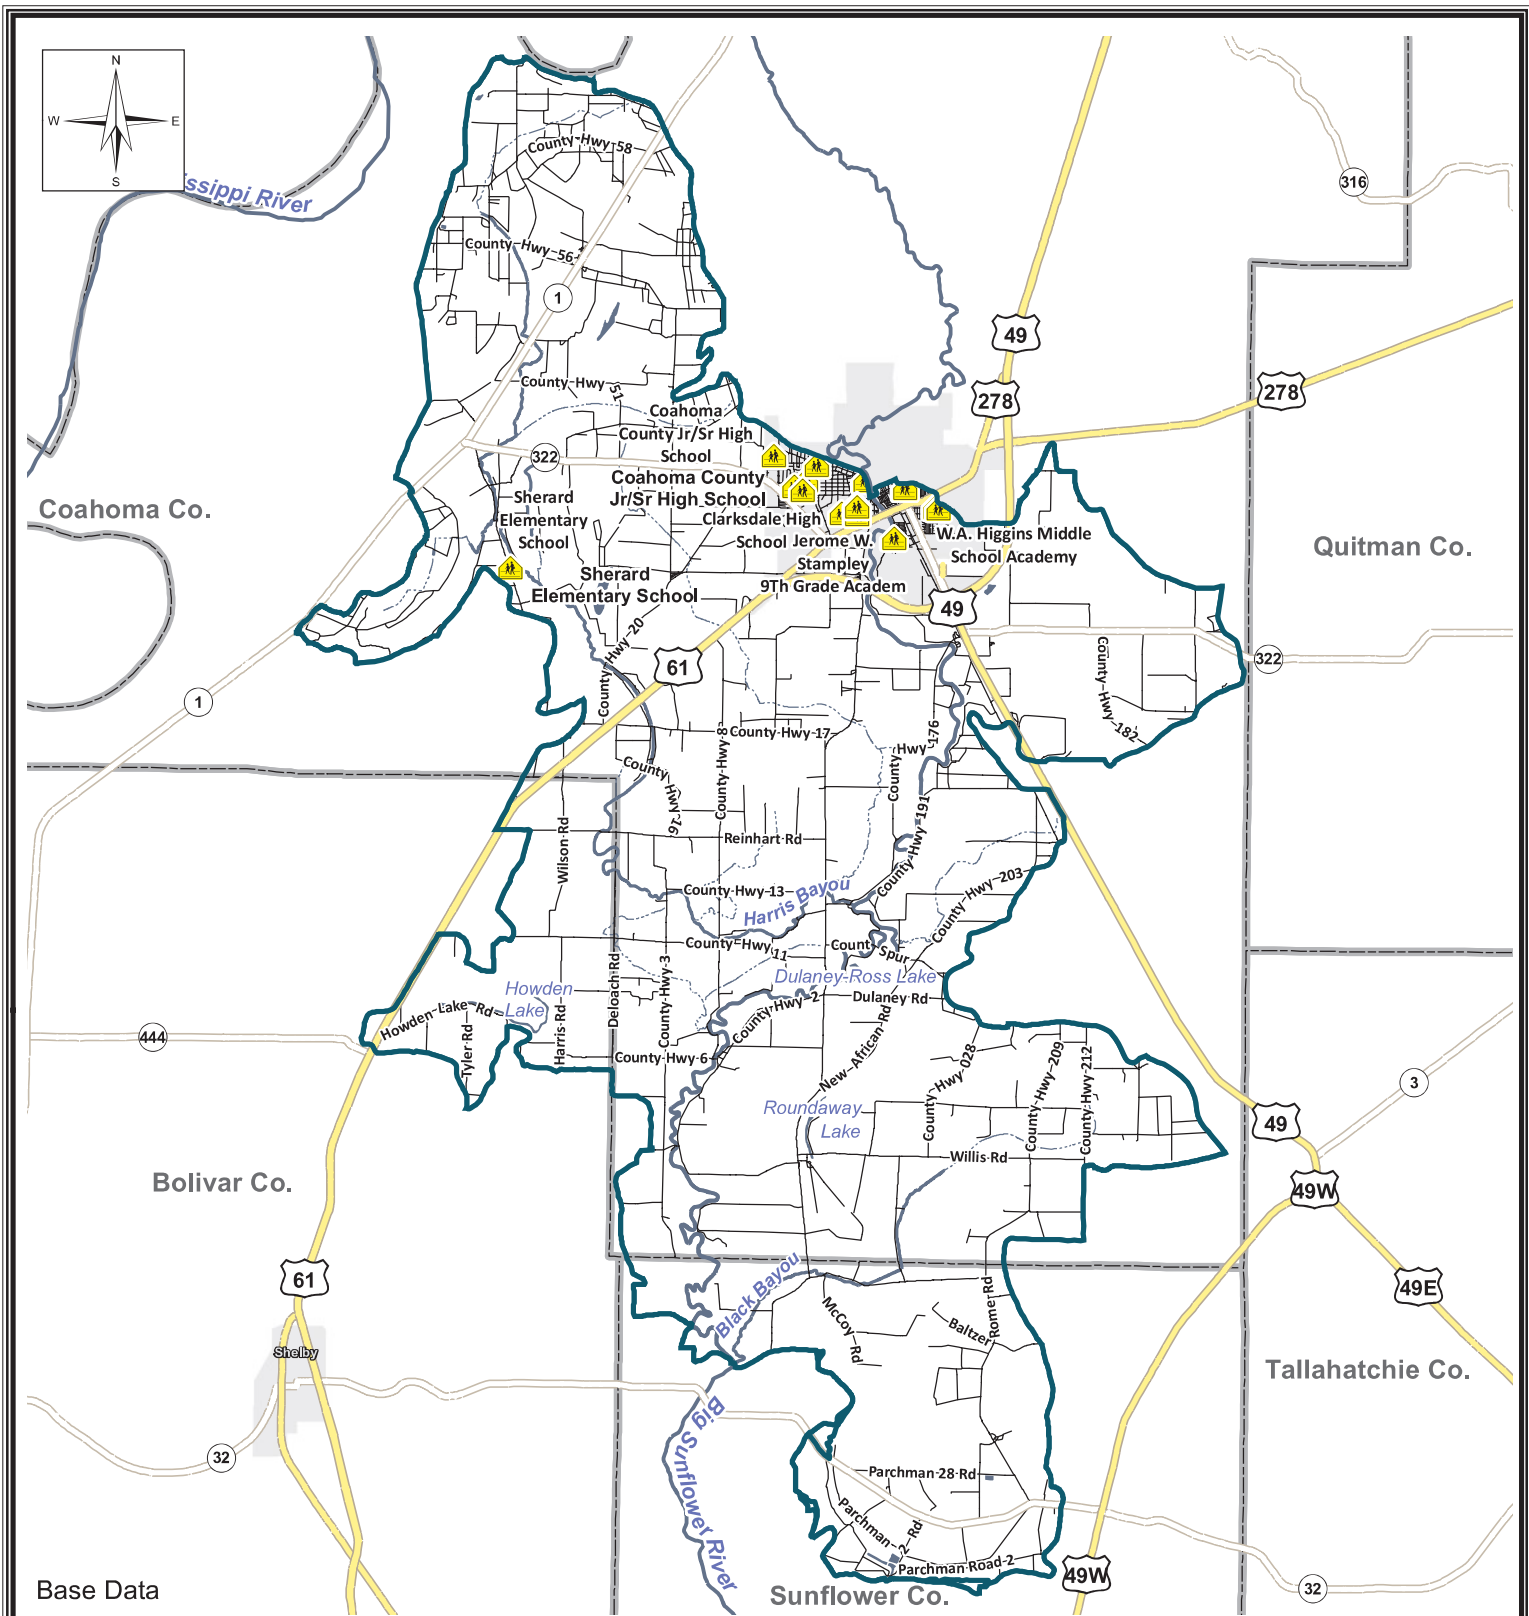 N
W
E
S
ssippi River
County Hwy 58
316
County Hwy 56
1
49
278
278
County Hwy 51
Coahoma
County Jr/Sr High
School
322
Coahoma County
Jr/Sr High School
Coahoma Co.
Sherard
Elementary
School
Clarksdale High
School
Jerome W.
Stampley
9Th Grade Academ
W.A. Higgins Middle
School Academy
Quitman Co.
Sherard
Elementary School
49
County Hwy 20
61
322
County Hwy 182
1
County Hwy 8
County Hwy 17
County Hwy 176
County Hwy 16
County Hwy 191
Wilson Rd
Reinhart Rd
County Hwy 13
Harris Bayou
County Hwy 203
County Hwy 11
Count Spur
Deloach Rd
County Hwy 3
Dulaney-Ross Lake
Howden
Lake
Howden Lake Rd
Tyler Rd
Harris Rd
County Hwy 2
Dulaney Rd
444
County Hwy 6
New African Rd
County Hwy 028
County Hwy 209
County Hwy 212
3
Roundaway
Lake
49
Willis Rd
Bolivar Co.
49W
61
Black Bayou
49E
McCoy Rd
Baltzer
Romer Rd
Shelby
Tallahatchie Co.
Big Sunflower River
32
Parchman 28 Rd
Parchman 2 Rd
Parchman Road 2
49W
32
Base Data
Sunflower Co.